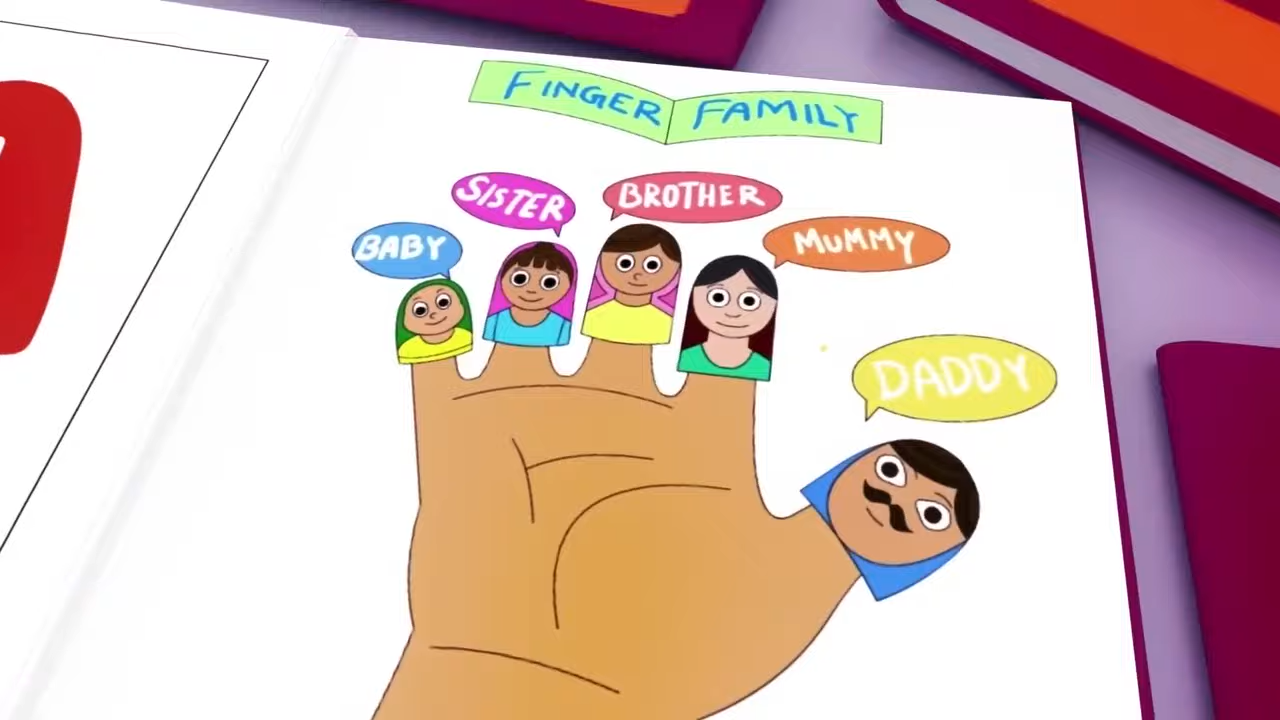 FINGER FAMILY
BABY
SISTER
BROTHER
MUMMY
DADDY